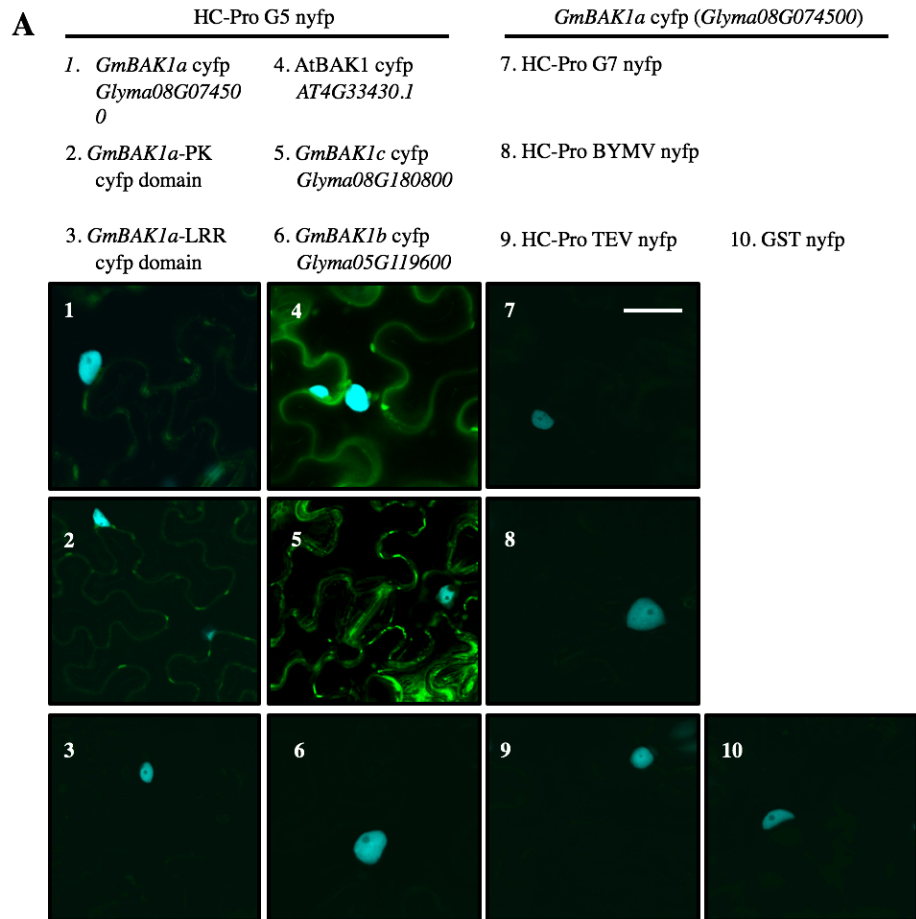 A
HC-Pro G5 nyfp
GmBAK1a cyfp (Glyma08G074500)
1. GmBAK1a cyfp
Glyma08G07450
0
2. GmBAK1a-PK
cyfp domain
3. GmBAK1a-LRR
cyfp domain
4. AtBAK1 cyfp
AT4G33430.1
5. GmBAK1c cyfp
Glyma08G180800
6. GmBAK1b cyfp
Glyma05G119600
7. HC-Pro G7 nyfp
8. HC-Pro BYMV nyfp
9. HC-Pro TEV nyfp
10. GST nyfp
1
4
7
2
5
8
3
6
9
10